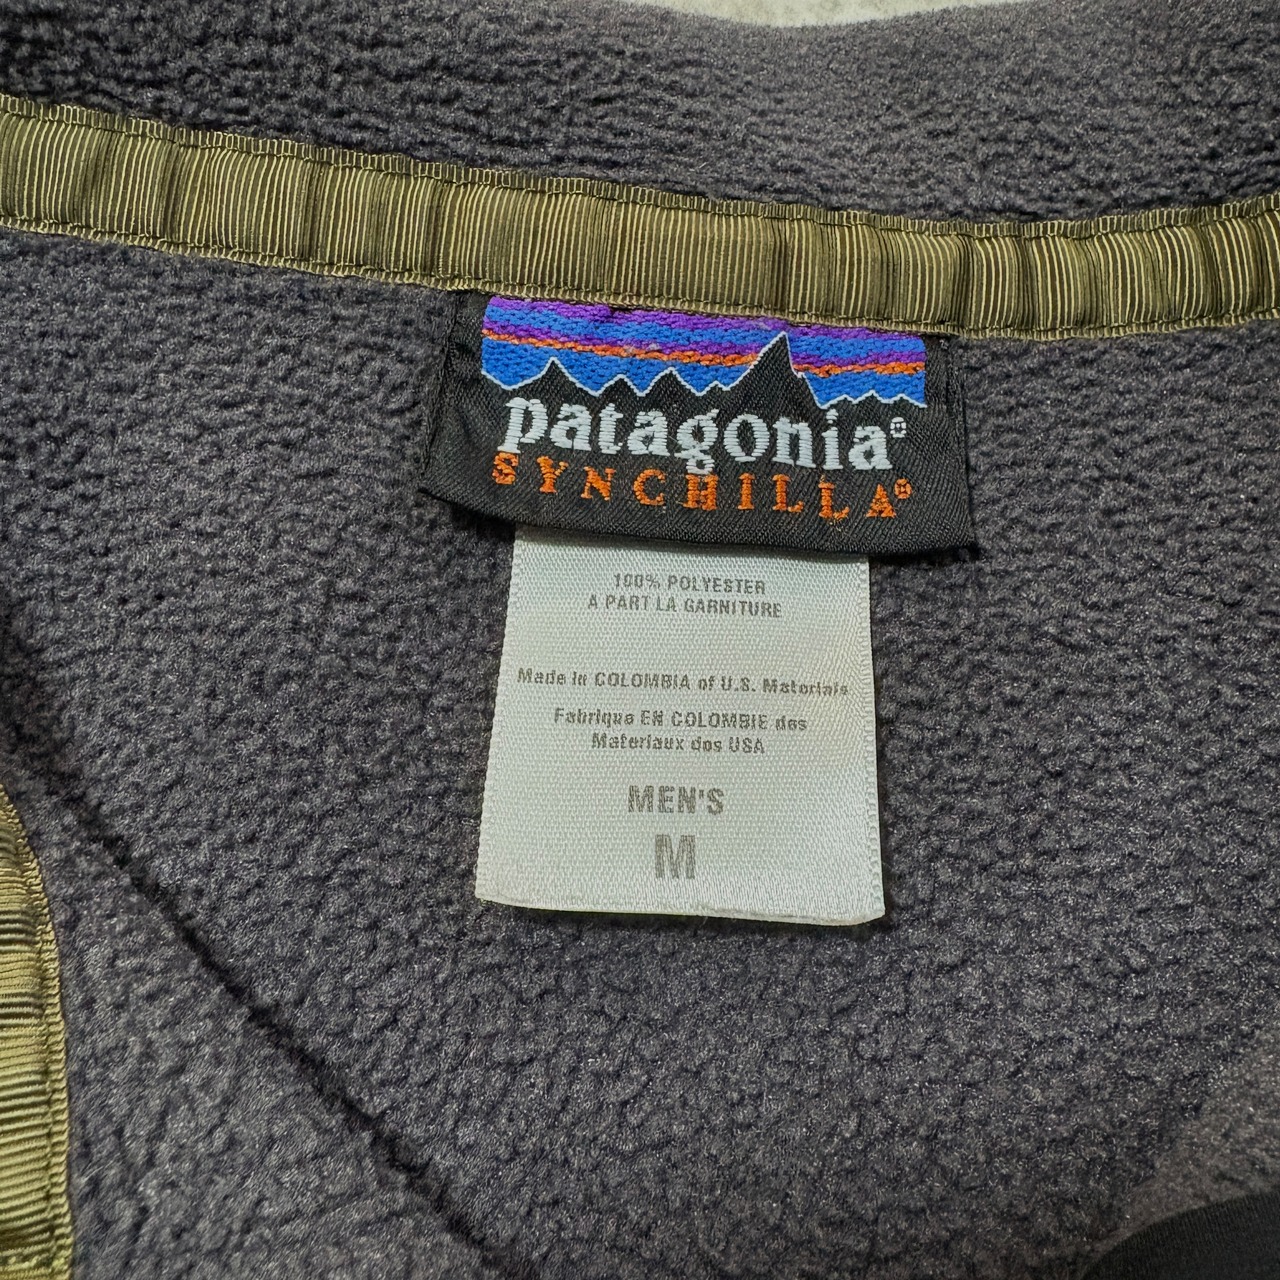 patagonia®
SYNCHILLA®
100% POLYESTER
A PART LA GARNITURE
Made in COLOMBIA of U.S. Materials
Fabrique EN COLOMBIE des
Materiaux des USA
MEN'S
M